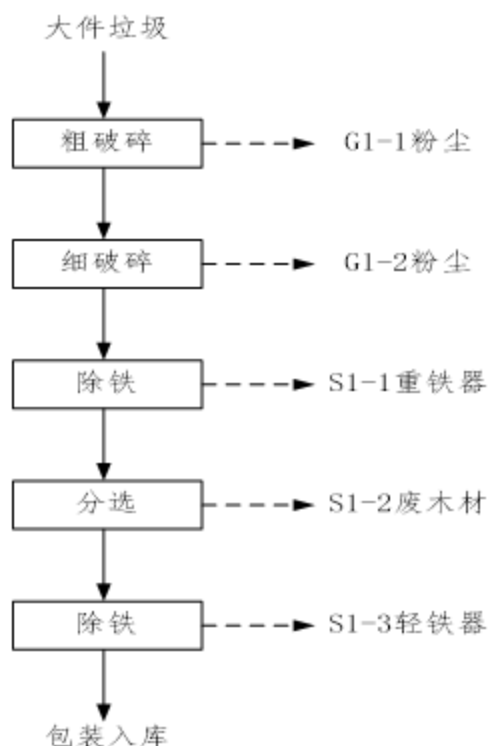 大件垃圾
粗破碎 G1-1粉尘
细破碎 G1-2粉尘
除铁 S1-1重铁器
分选 S1-2废木材
除铁 S1-3轻铁器
包装入库